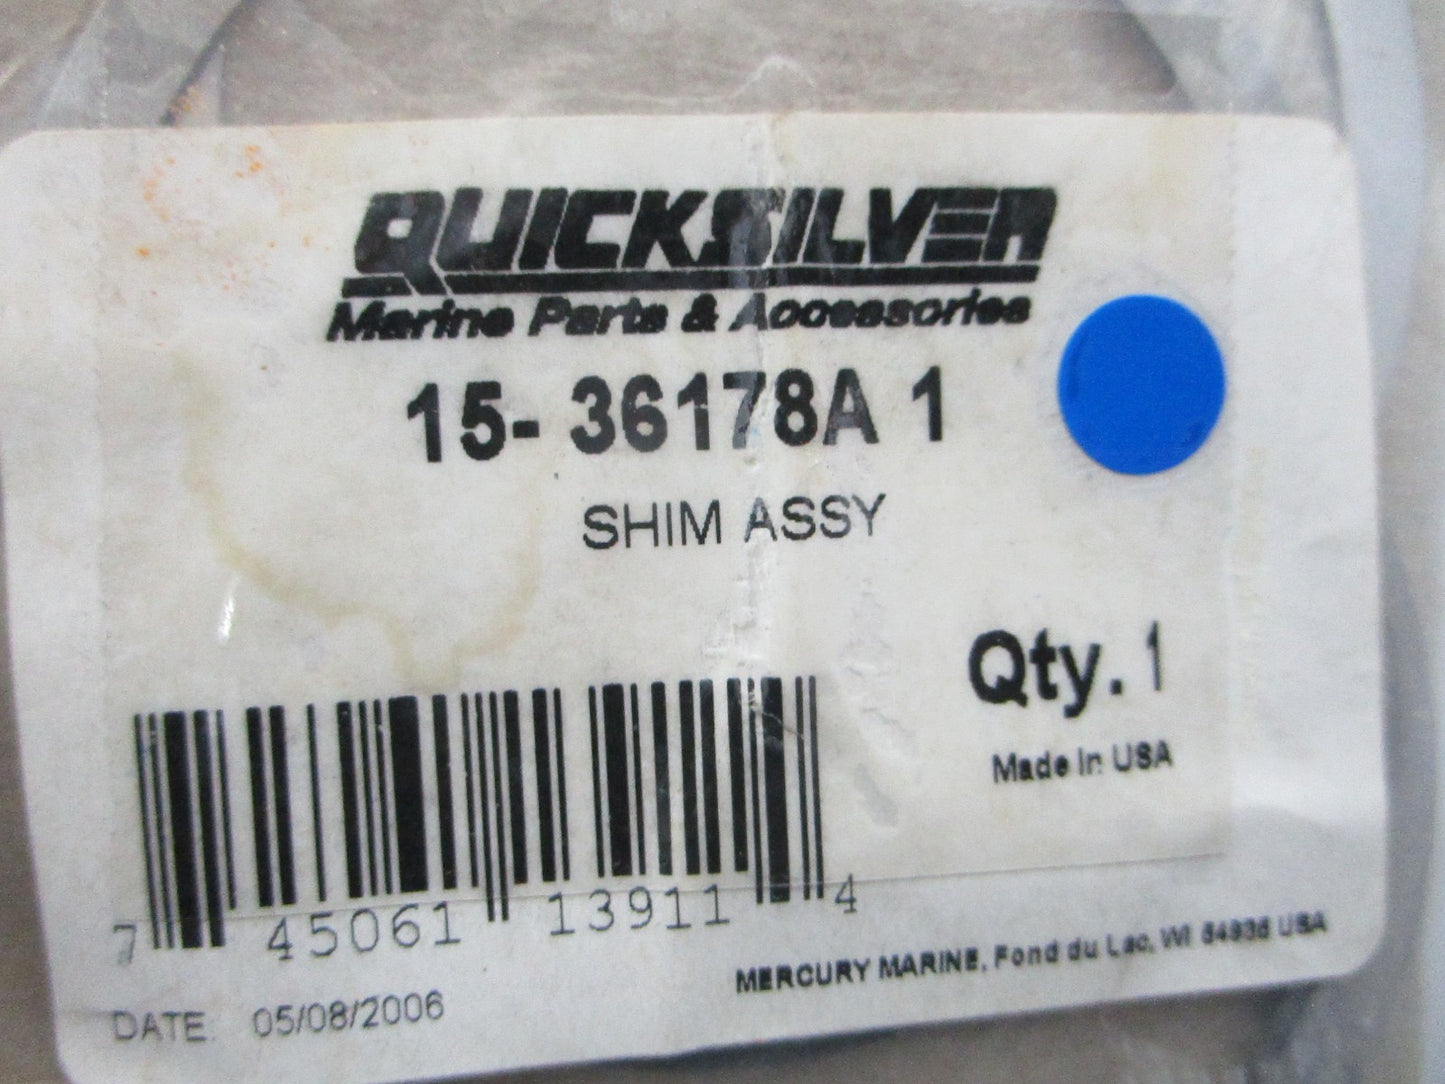 QUICKSILVER
Marine Parts & Accessories
15- 36178A 1
SHIM ASSY
Qty. 1
Made in USA
7 45061 13911 4
MERCURY MARINE, Fond du Lac, WI 54935 USA
DATE: 05/08/2006